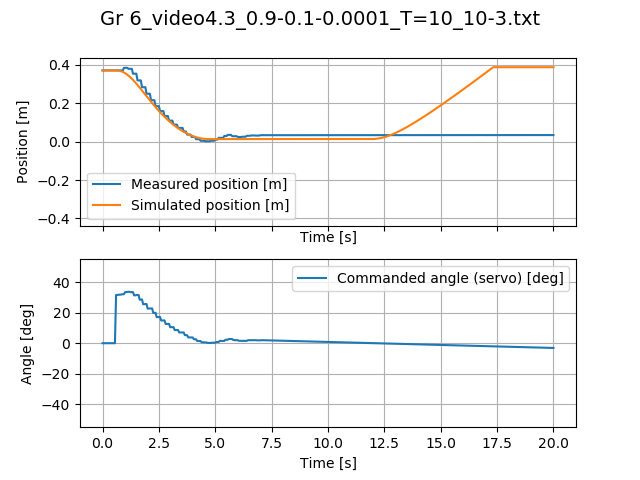 Gr 6_video4.3_0.9-0.1-0.0001_T=10_10-3.txt
0.4
0.2
0.0
−0.2
−0.4
Position [m]
Measured position [m]
Simulated position [m]
Time [s]
40
20
0
−20
−40
Angle [deg]
Commanded angle (servo) [deg]
0.0 2.5 5.0 7.5 10.0 12.5 15.0 17.5 20.0
Time [s]